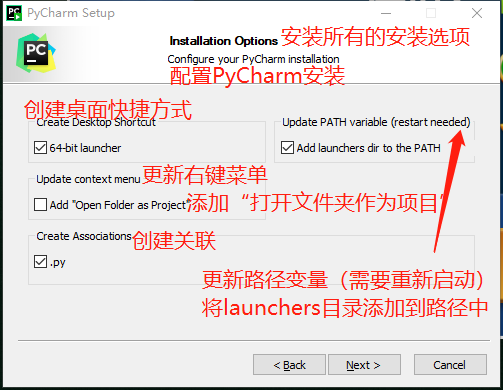 PyCharm Setup
PC
Installation Options 安装所有的安装选项
Configure your PyCharm installation
配置PyCharm安装
创建桌面快捷方式
Create Desktop Shortcut
64-bit launcher
Update PATH variable (restart needed)
Add launchers dir to the PATH
Update context menu 更新右键菜单
Add "Open Folder as Project" 添加“打开文件夹作为项目”
Create Associations 创建关联
.py
更新路径变量（需要重新启动）
将launchers目录添加到路径中
< Back
Next >
Cancel